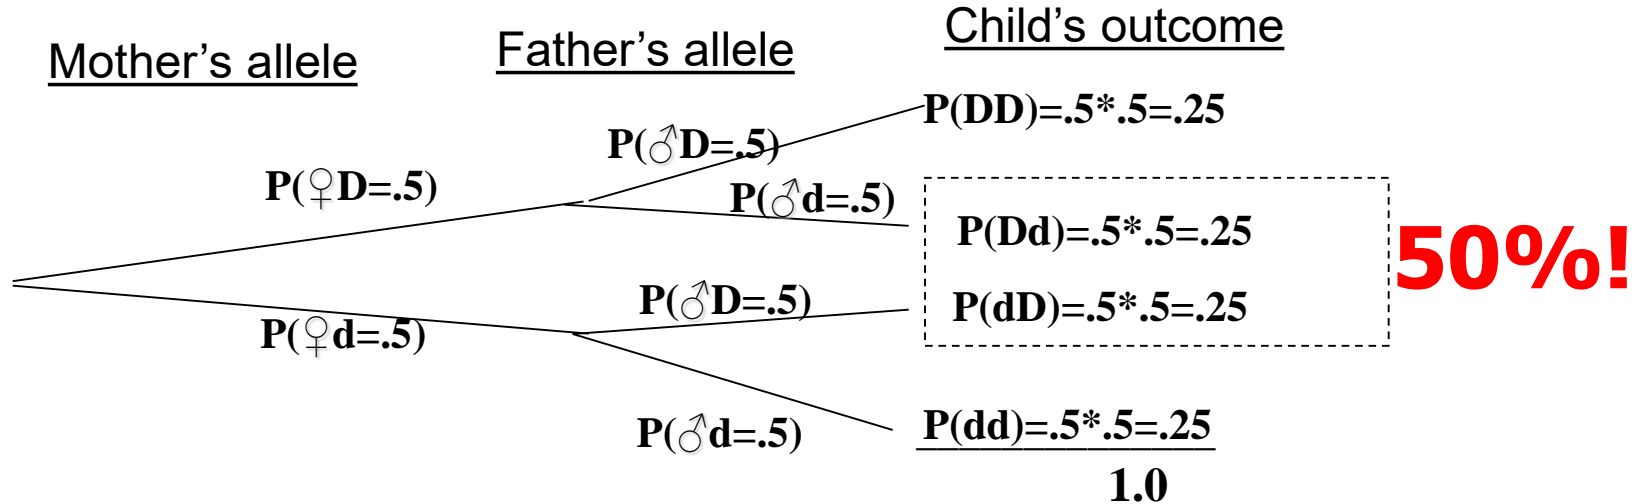 Mother’s allele
Father’s allele
Child’s outcome
P(♀D=.5)
P(♂D=.5)
P(DD)=.5*.5=.25
P(♂d=.5)
P(Dd)=.5*.5=.25
50%!
P(♀d=.5)
P(♂D=.5)
P(dD)=.5*.5=.25
P(♂d=.5)
P(dd)=.5*.5=.25
1.0